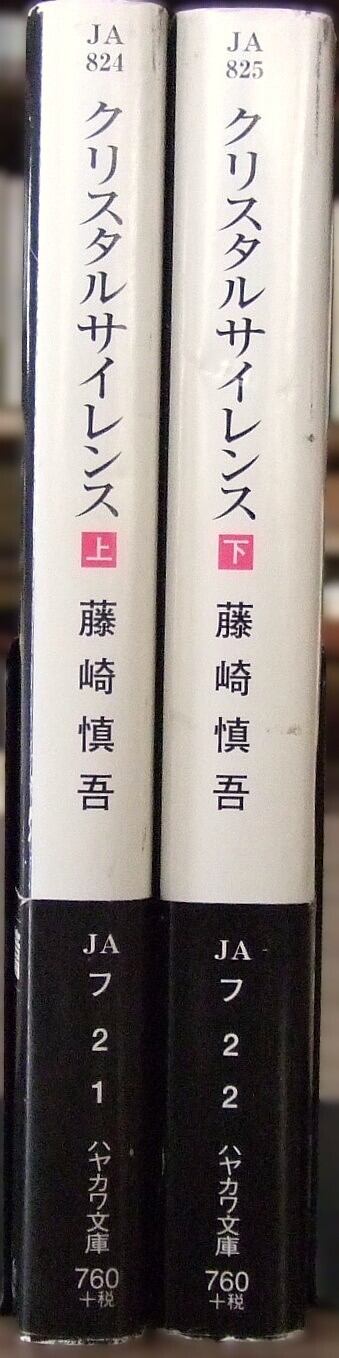 JA
824
クリスタルサイレンス
上
藤崎慎吾
JA
フ
2
1
ハヤカワ文庫
760
+税
JA
825
クリスタルサイレンス
下
藤崎慎吾
JA
フ
2
2
ハヤカワ文庫
760
+税